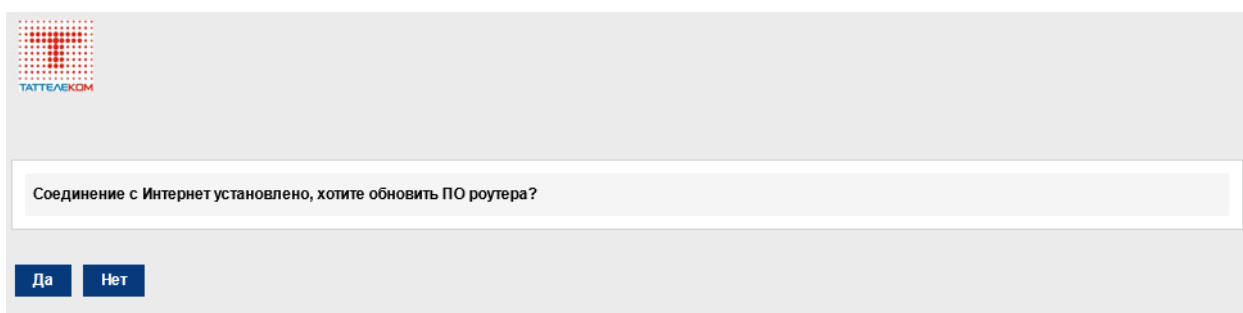 ТАТТЕЛЕКОМ
Соединение с Интернет установлено, хотите обновить ПО роутера?
Да Нет